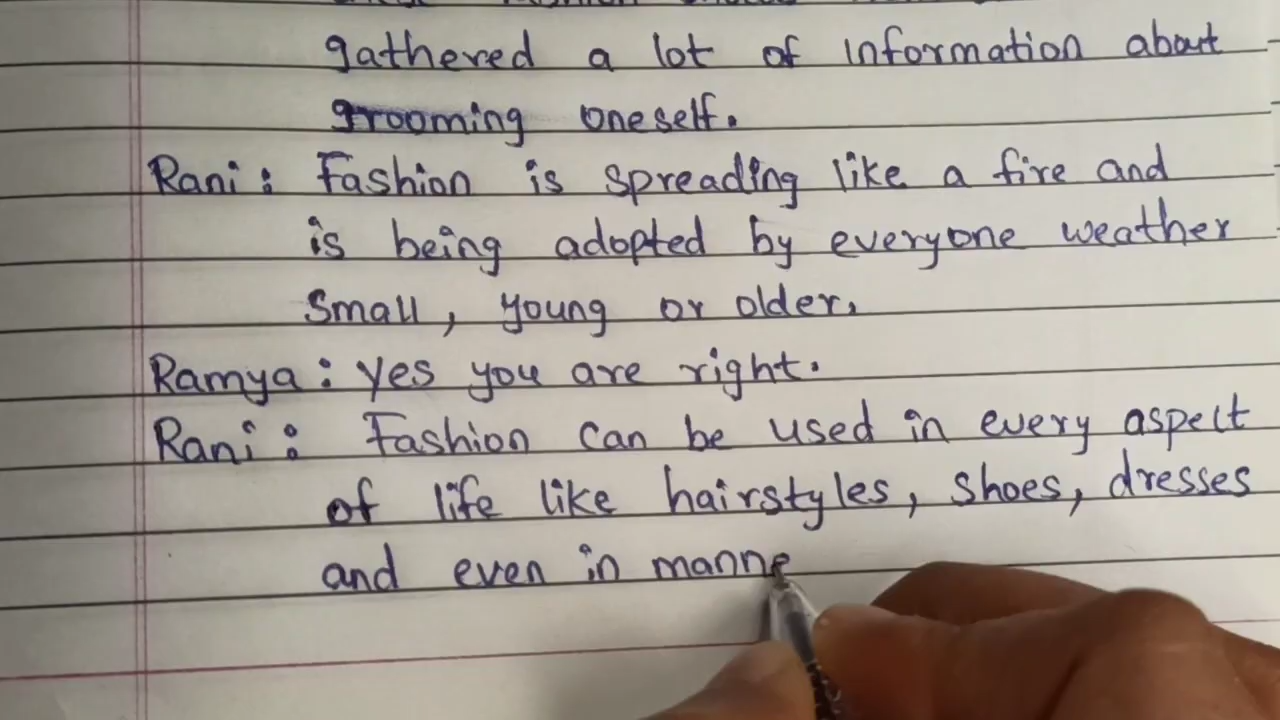 gathered a lot of information about
grooming oneself.
Rani : Fashion is spreading like a fire and
is being adopted by everyone weather
small, young or older.
Ramya : yes you are right.
Rani : Fashion can be used in every aspect
of life like hairstyles, shoes, dresses
and even in manne